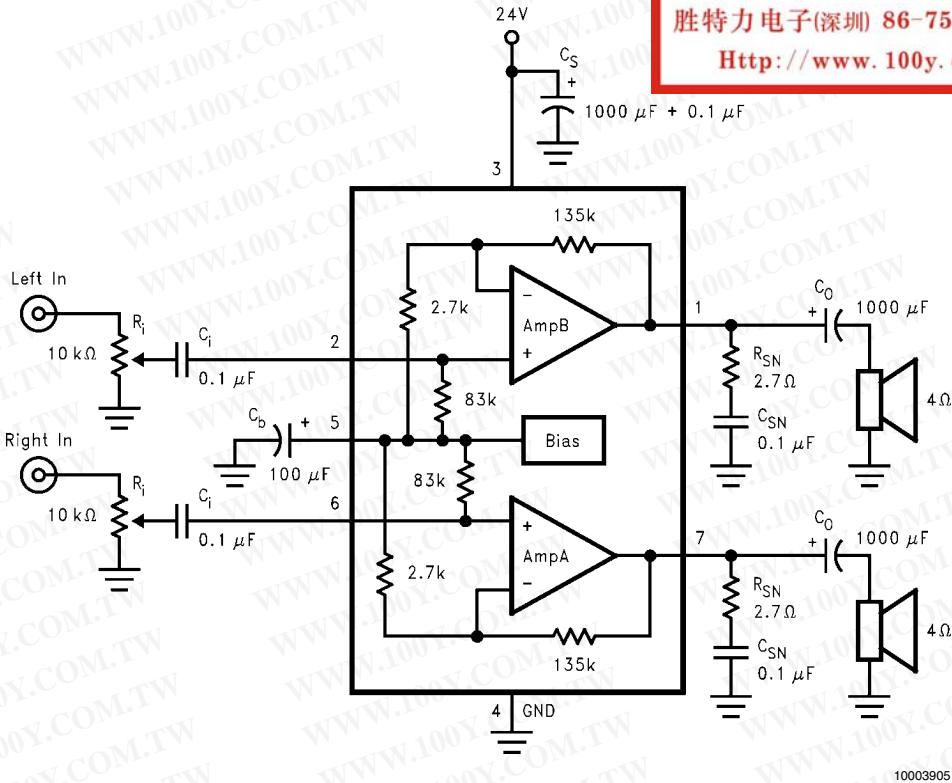 24V
胜特力电子(深圳) 86-75
Http://www.100y.
CS
+
1000 μF + 0.1 μF
3
135k
Left In
Ri
10 kΩ
Ci
0.1 μF
2
2.7k
−
AmpB
+
1
+
CO
1000 μF
RSN
2.7Ω
CSN
0.1 μF
4Ω
83k
Cb
+
5
100 μF
Bias
Right In
Ri
10 kΩ
Ci
0.1 μF
6
83k
+
AmpA
−
2.7k
135k
7
+
CO
1000 μF
RSN
2.7Ω
CSN
0.1 μF
4Ω
4
GND
10003905
WWW.100Y.COM.TW